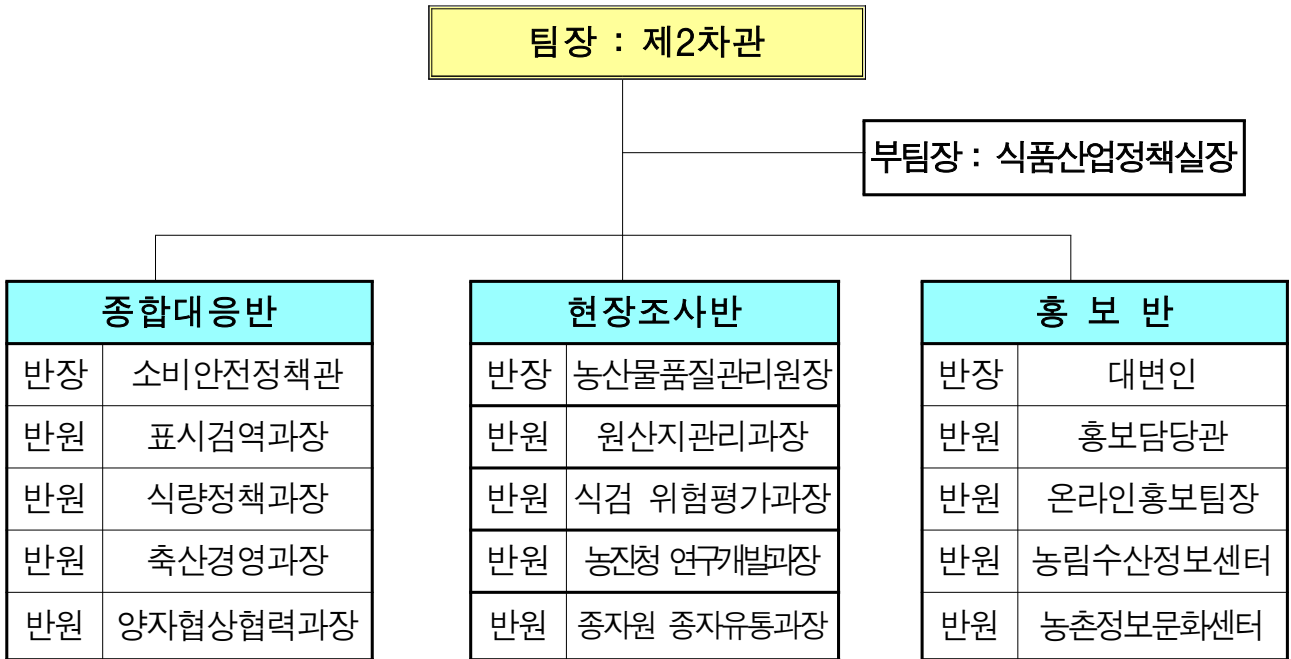 팀장 : 제2차관
부팀장 : 식품산업정책실장
종합대응반
반장 소비안전정책관
반원 표시검역과장
반원 식량정책과장
반원 축산경영과장
반원 양자협상협력과장
현장조사반
반장 농산물품질관리원장
반원 원산지관리과장
반원 식검 위험평가과장
반원 농진청 연구개발과장
반원 종자원 종자유통과장
홍 보 반
반장 대변인
반원 홍보담당관
반원 온라인홍보팀장
반원 농림수산정보센터
반원 농촌정보문화센터